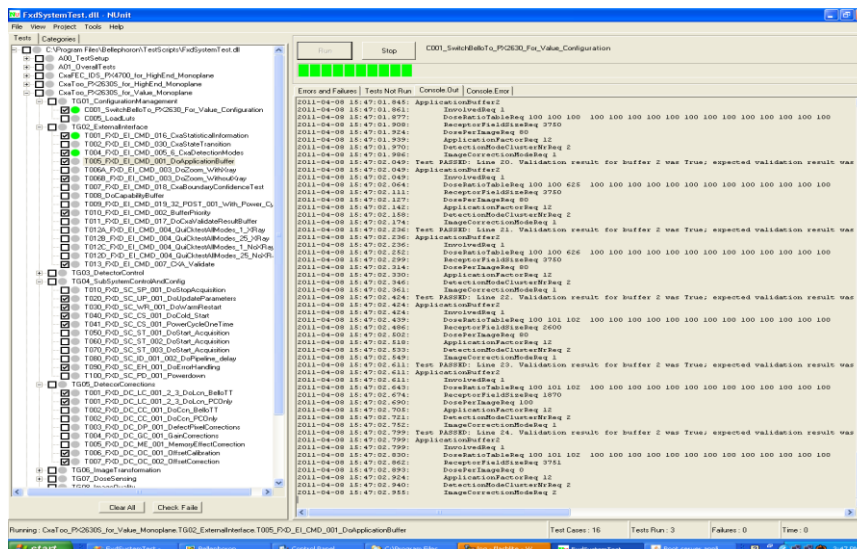 FxdSystemTest.dll - NUnit
File View Project Tools Help
Tests Categories
C:\Program Files\Bellephoron\TestScripts\FxdSystemTest.dll
A00_TestSetup
A01_OverallTests
CxaFEC_IDS_PX4700_for_HighEnd_Monoplane
CxaToo_PX2630S_for_HighEnd_Monoplane
CxaToo_PX2630S_for_Value_Monoplane
TG01_ConfigurationManagement
C001_SwitchBelloTo_PX2630_For_Value_Configuration
C005_LoadLuts
TG02_ExternalInterface
T001_FXD_EI_CMD_016_CxaStatisticalInformation
T002_FXD_EI_CMD_030_CxaStateTransition
T004_FXD_EI_CMD_005_6_CxaDetectionModes
T005_FXD_EI_CMD_001_DoApplicationBuffer
T006A_FXD_EI_CMD_003_DoZoom_WithXray
T006B_FXD_EI_CMD_003_DoZoom_WithoutXray
T007_FXD_EI_CMD_018_CxaBoundaryConfidenceTest
T008_DoCapabilityBuffer
T009_FXD_EI_CMD_019_32_POST_001_With_Power_Cy
T010_FXD_EI_CMD_002_BufferPriority
T011_FXD_EI_CMD_017_DoCxaValidateResultBuffer
T012A_FXD_EI_CMD_004_QuiCktestAllModes_1_XRay
T012B_FXD_EI_CMD_004_QuiCktestAllModes_25_XRay
T012C_FXD_EI_CMD_004_QuiCktestAllModes_1_NoXRay
T012D_FXD_EI_CMD_004_QuiCktestAllModes_25_NoXR
T013_FXD_EI_CMD_007_CXA_Validate
TG03_DetectorControl
TG04_SubSystemControlAndConfig
T010_FXD_SC_SP_001_DoStopAcquisition
T020_FXD_SC_UP_001_DoUpdateParameters
T030_FXD_SC_WR_001_DoWarmRestart
T040_FXD_SC_CS_001_DoCold_Start
T041_FXD_SC_CS_001_PowerCycleOneTime
T050_FXD_SC_ST_001_DoStart_Acquisition
T060_FXD_SC_ST_002_DoStart_Acquisition
T070_FXD_SC_ST_003_DoStart_Acquisition
T080_FXD_SC_ID_001_002_DoPipeline_delay
T090_FXD_SC_EH_001_DoErrorHandling
T100_FXD_SC_PD_001_Powerdown
TG05_DetecorCorrections
T001_FXD_DC_LC_001_2_3_DoLcn_BelloTT
T001_FXD_DC_LC_001_2_3_DoLcn_PCOnly
T002_FXD_DC_CC_001_DoCcn_BelloTT
T002_FXD_DC_CC_001_DoCcn_PCOnly
T003_FXD_DC_DP_001_DefectPixelCorrections
T004_FXD_DC_GC_001_GainCorrections
T005_FXD_DC_ME_001_MemoryEffectCorrection
T006_FXD_DC_OC_001_OffsetCalibration
T007_FXD_DC_OC_002_OffsetCorrection
TG06_ImageTransformation
TG07_DoseSensing
TG08_ImageQuality
Clear All Check Faile
Run Stop C001_SwitchBelloTo_PX2630_For_Value_Configuration
Errors and Failures Tests Not Run Console.Out Console.Error
2011-04-08 15:47:01.845: ApplicationBuffer2
2011-04-08 15:47:01.861: InvolvedReq 1
2011-04-08 15:47:01.877: DoseRatioTableReq 100 100 100 100 100 100 100 100 100 100 100 100
2011-04-08 15:47:01.908: ReceptorFieldSizeReq 3750
2011-04-08 15:47:01.924: DosePerImageReq 80
2011-04-08 15:47:01.939: ApplicationFactorReq 12
2011-04-08 15:47:01.970: DetectionModeClusterNrReq 2
2011-04-08 15:47:01.986: ImageCorrectionModeReq 1
2011-04-08 15:47:02.049: Test PASSED: Line 20. Validation result for buffer 2 was True; expected validation result was
2011-04-08 15:47:02.049: ApplicationBuffer2
2011-04-08 15:47:02.049: InvolvedReq 1
2011-04-08 15:47:02.064: DoseRatioTableReq 100 100 625 100 100 100 100 100 100 100 100 100
2011-04-08 15:47:02.111: ReceptorFieldSizeReq 3750
2011-04-08 15:47:02.127: DosePerImageReq 80
2011-04-08 15:47:02.142: ApplicationFactorReq 12
2011-04-08 15:47:02.158: DetectionModeClusterNrReq 2
2011-04-08 15:47:02.174: ImageCorrectionModeReq 1
2011-04-08 15:47:02.236: Test PASSED: Line 21. Validation result for buffer 2 was True; expected validation result was
2011-04-08 15:47:02.236: ApplicationBuffer2
2011-04-08 15:47:02.236: InvolvedReq 1
2011-04-08 15:47:02.252: DoseRatioTableReq 100 100 626 100 100 100 100 100 100 100 100 100
2011-04-08 15:47:02.299: ReceptorFieldSizeReq 3750
2011-04-08 15:47:02.314: DosePerImageReq 80
2011-04-08 15:47:02.330: ApplicationFactorReq 12
2011-04-08 15:47:02.346: DetectionModeClusterNrReq 2
2011-04-08 15:47:02.361: ImageCorrectionModeReq 1
2011-04-08 15:47:02.424: Test PASSED: Line 22. Validation result for buffer 2 was True; expected validation result was
2011-04-08 15:47:02.424: ApplicationBuffer2
2011-04-08 15:47:02.424: InvolvedReq 1
2011-04-08 15:47:02.439: DoseRatioTableReq 100 101 102 100 100 100 100 100 100 100 100 100
2011-04-08 15:47:02.486: ReceptorFieldSizeReq 2600
2011-04-08 15:47:02.502: DosePerImageReq 80
2011-04-08 15:47:02.518: ApplicationFactorReq 12
2011-04-08 15:47:02.533: DetectionModeClusterNrReq 2
2011-04-08 15:47:02.549: ImageCorrectionModeReq 1
2011-04-08 15:47:02.611: Test PASSED: Line 23. Validation result for buffer 2 was True; expected validation result was
2011-04-08 15:47:02.611: ApplicationBuffer2
2011-04-08 15:47:02.611: InvolvedReq 1
2011-04-08 15:47:02.643: DoseRatioTableReq 100 101 102 100 100 100 100 100 100 100 100 100
2011-04-08 15:47:02.674: ReceptorFieldSizeReq 1870
2011-04-08 15:47:02.690: DosePerImageReq 100
2011-04-08 15:47:02.705: ApplicationFactorReq 12
2011-04-08 15:47:02.721: DetectionModeClusterNrReq 2
2011-04-08 15:47:02.752: ImageCorrectionModeReq 1
2011-04-08 15:47:02.799: Test PASSED: Line 24. Validation result for buffer 2 was True; expected validation result was
2011-04-08 15:47:02.799: ApplicationBuffer2
2011-04-08 15:47:02.799: InvolvedReq 1
2011-04-08 15:47:02.830: DoseRatioTableReq 100 101 102 100 100 100 100 100 100 100 100 100
2011-04-08 15:47:02.862: ReceptorFieldSizeReq 3751
2011-04-08 15:47:02.893: DosePerImageReq 0
2011-04-08 15:47:02.924: ApplicationFactorReq 12
2011-04-08 15:47:02.940: DetectionModeClusterNrReq 2
2011-04-08 15:47:02.955: ImageCorrectionModeReq 2
Running : CxaToo_PX2630S_for_Value_Monoplane.TG02_ExternalInterface.T005_FXD_EI_CMD_001_DoApplicationBuffer Test Cases : 16 Tests Run : 3 Failures : 0 Time : 0